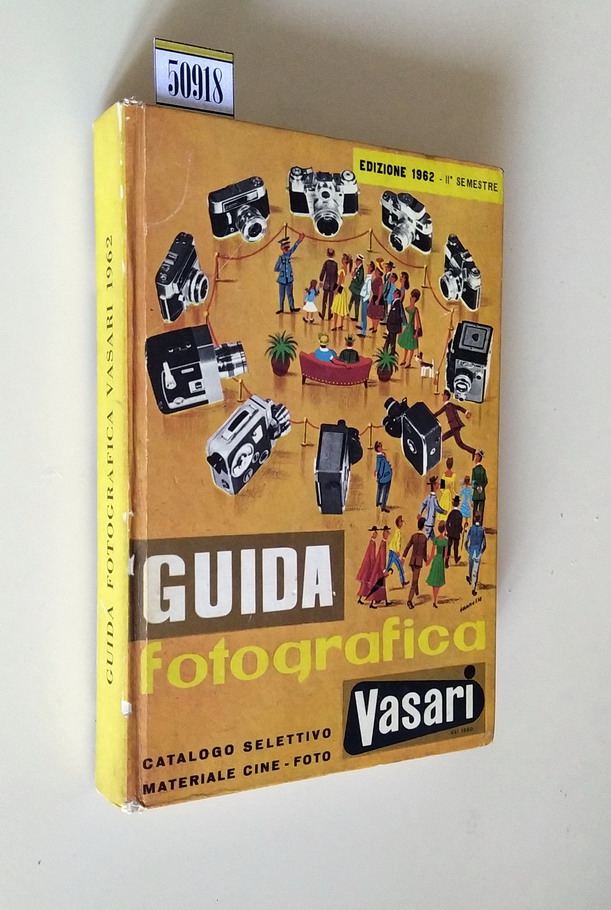 50918
EDIZIONE 1962 - II° SEMESTRE
GUIDA FOTOGRAFICA VASARI 1962
GUIDA
fotografica
Vasari
CATALOGO SELETTIVO
MATERIALE CINE-FOTO